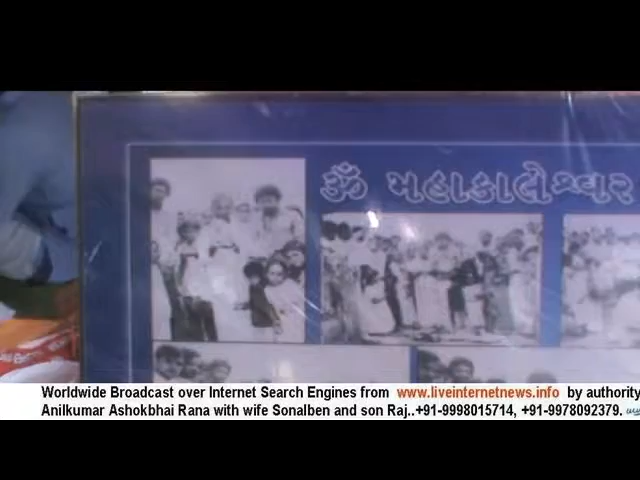 ૐ મહાકાલેશ્વર
Worldwide Broadcast over Internet Search Engines from www.liveinternetnews.info by authority
Anilkumar Ashokbhai Rana with wife Sonalben and son Raj..+91-9998015714, +91-9978092379.